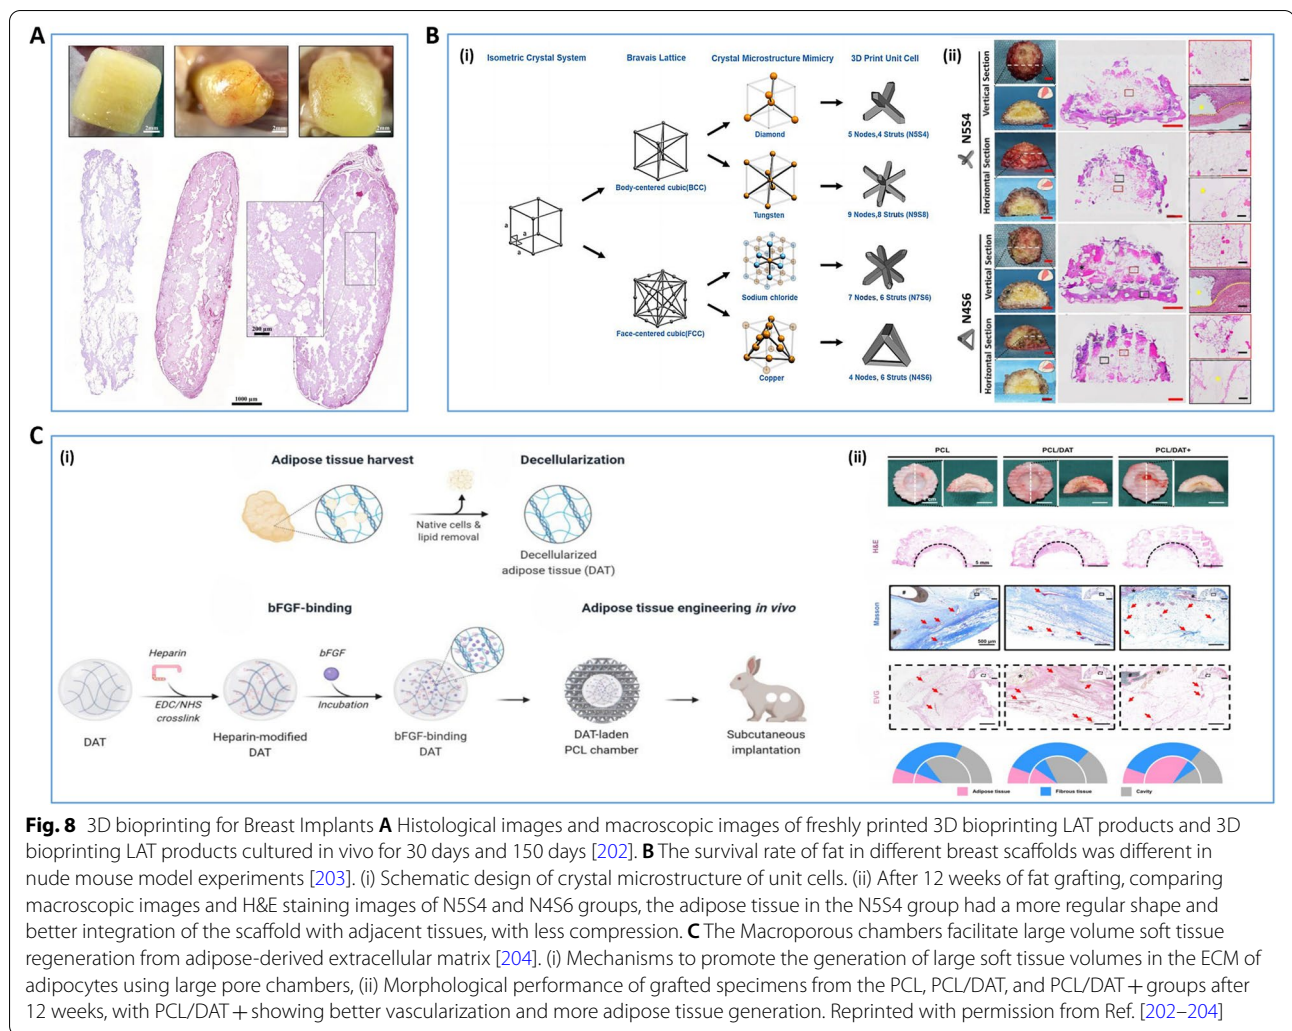 A
2mm
2mm
2mm
200 µm
1000 µm
B
(i)
Isometric Crystal System
Bravais Lattice
Crystal Microstructure Mimicry
3D Print Unit Cell
a
a
a
Body-centered cubic(BCC)
Face-centered cubic(FCC)
Diamond
5 Nodes,4 Struts (N5S4)
Tungsten
9 Nodes,8 Struts (N9S8)
Sodium chloride
7 Nodes, 6 Struts (N7S6)
Copper
4 Nodes, 6 Struts (N4S6)
(ii)
N5S4
Vertical Section
Horizontal Section
N4S6
Vertical Section
Horizontal Section
C
(i)
Adipose tissue harvest
Decellularization
Native cells &
lipid removal
Decellularized
adipose tissue (DAT)
bFGF-binding
Adipose tissue engineering in vivo
Heparin
bFGF
EDC/NHS
crosslink
Incubation
DAT
Heparin-modified
DAT
bFGF-binding
DAT
DAT-laden
PCL chamber
Subcutaneous
implantation
(ii)
PCL
PCL/DAT
PCL/DAT+
H&E
5 mm
Masson
500 µm
EVG
Adipose tissue
Fibrous tissue
Cavity
Fig. 8 3D bioprinting for Breast Implants A Histological images and macroscopic images of freshly printed 3D bioprinting LAT products and 3D
bioprinting LAT products cultured in vivo for 30 days and 150 days [202]. B The survival rate of fat in different breast scaffolds was different in
nude mouse model experiments [203]. (i) Schematic design of crystal microstructure of unit cells. (ii) After 12 weeks of fat grafting, comparing
macroscopic images and H&E staining images of N5S4 and N4S6 groups, the adipose tissue in the N5S4 group had a more regular shape and
better integration of the scaffold with adjacent tissues, with less compression. C The Macroporous chambers facilitate large volume soft tissue
regeneration from adipose-derived extracellular matrix [204]. (i) Mechanisms to promote the generation of large soft tissue volumes in the ECM of
adipocytes using large pore chambers, (ii) Morphological performance of grafted specimens from the PCL, PCL/DAT, and PCL/DAT + groups after
12 weeks, with PCL/DAT + showing better vascularization and more adipose tissue generation. Reprinted with permission from Ref. [202–204]